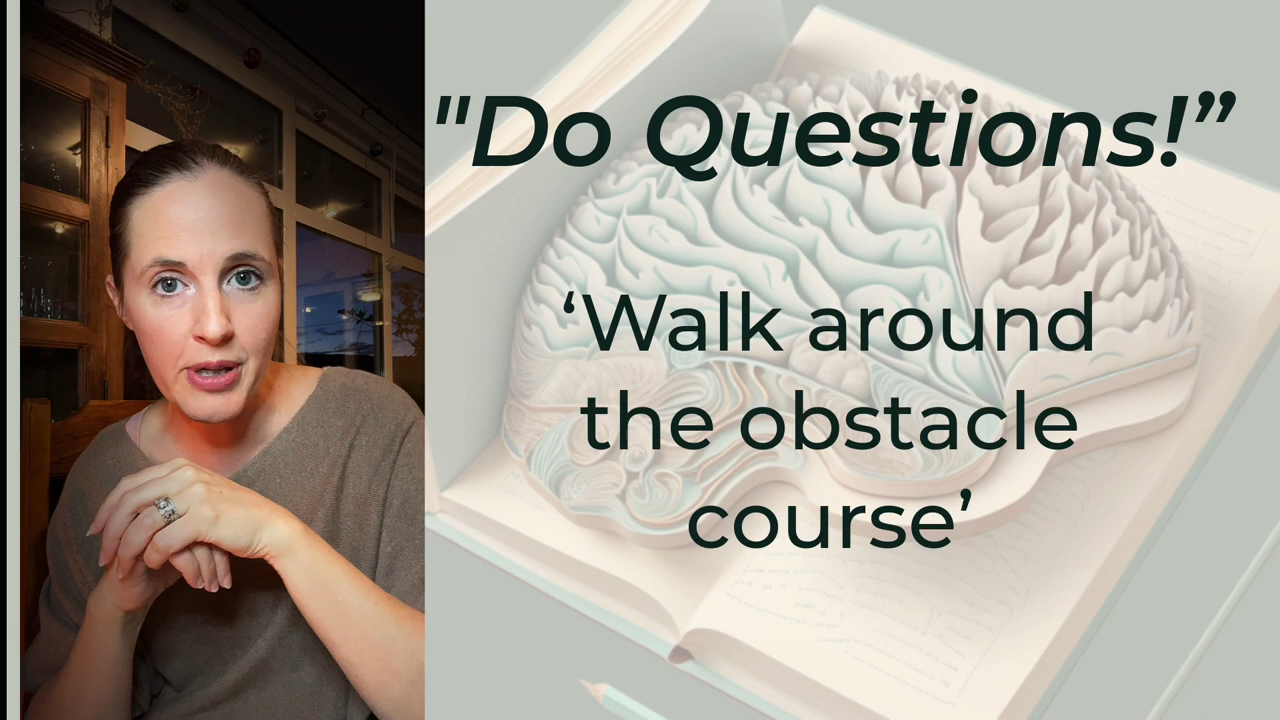 "Do Questions!”
‘Walk around
the obstacle
course’